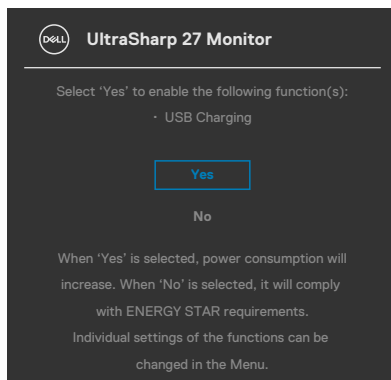 DELL UltraSharp 27 Monitor
Select ‘Yes’ to enable the following function(s):
· USB Charging
Yes
No
When ‘Yes’ is selected, power consumption will
increase. When ‘No’ is selected, it will comply
with ENERGY STAR requirements.
Individual settings of the functions can be
changed in the Menu.